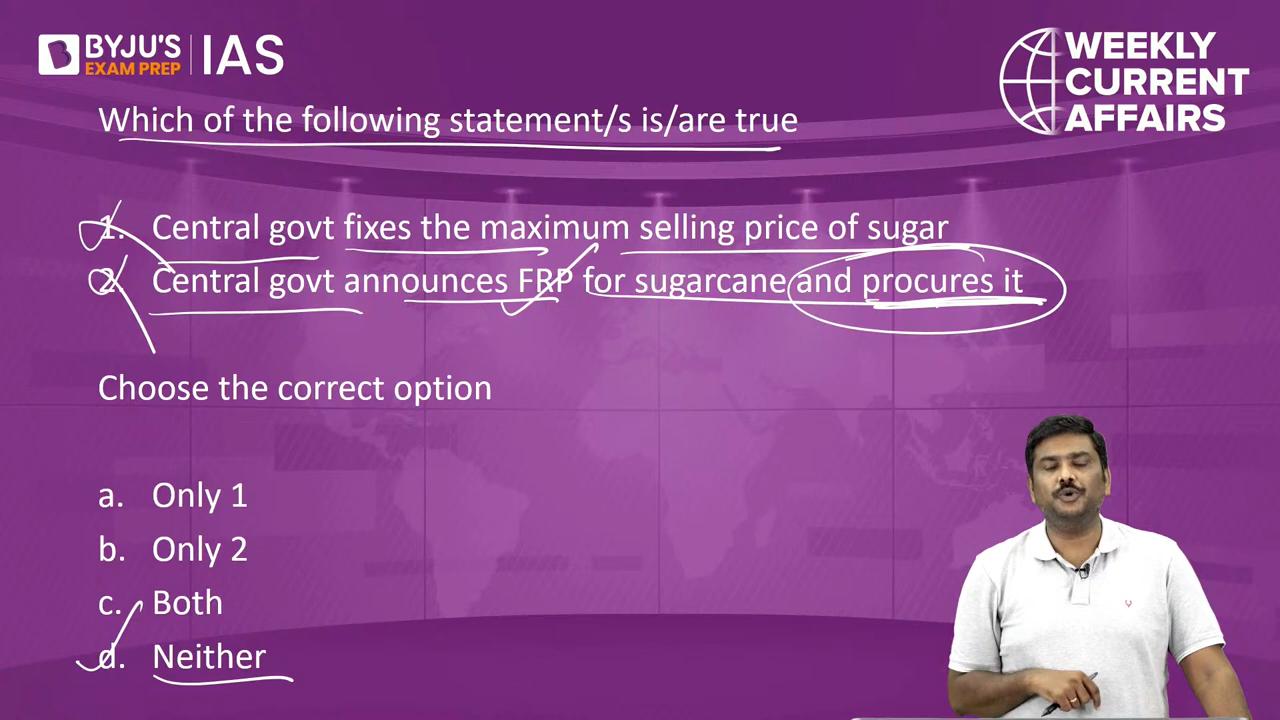 BYJU'S
EXAM PREP
IAS
WEEKLY
CURRENT
AFFAIRS
Which of the following statement/s is/are true
1. Central govt fixes the maximum selling price of sugar
2. Central govt announces FRP for sugarcane and procures it
Choose the correct option
a. Only 1
b. Only 2
c. Both
d. Neither